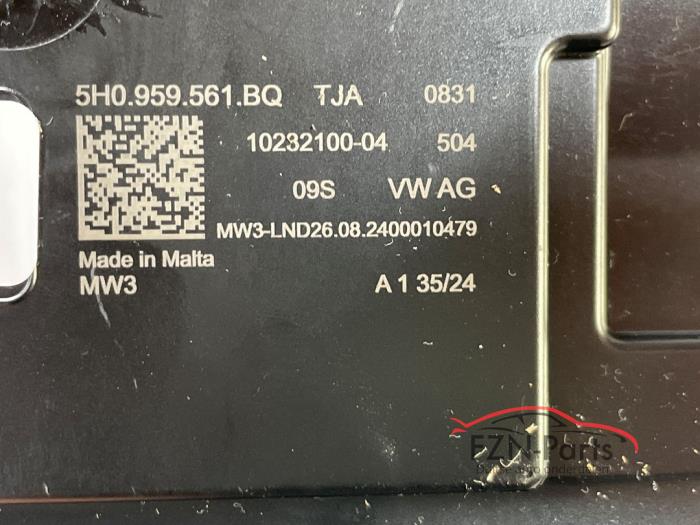 5H0.959.561.BQ TJA 0831
10232100-04 504
09S VW AG
MW3-LND26.08.2400010479
Made in Malta
MW3 A 1 35/24
EZN-Parts